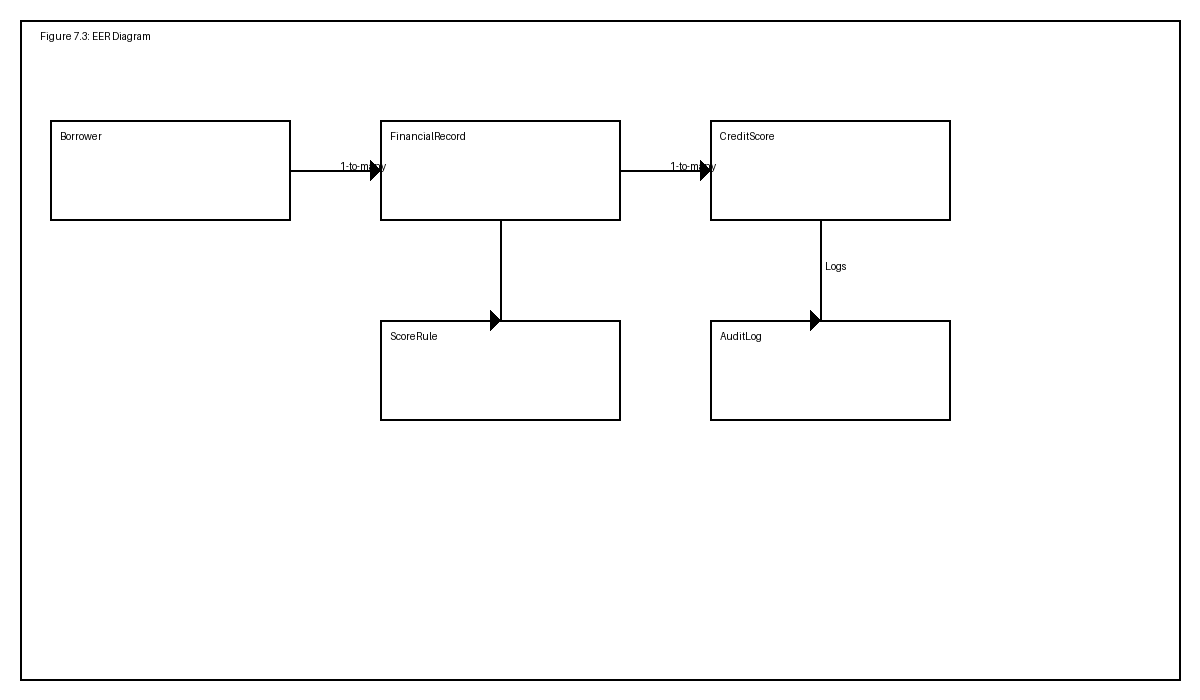 Figure 7.3: EER Diagram
Borrower
1-to-many
FinancialRecord
1-to-many
CreditScore
Logs
ScoreRule
AuditLog